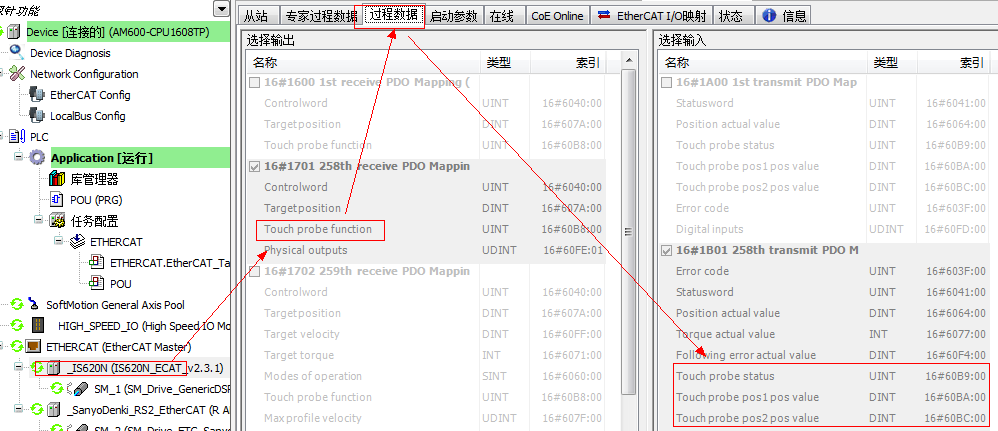 探针功能
Device [连接的] (AM600-CPU1608TP)
Device Diagnosis
Network Configuration
EtherCAT Config
LocalBus Config
PLC
Application [运行]
库管理器
POU (PRG)
任务配置
ETHERCAT
ETHERCAT.EtherCAT_Ta
POU
SoftMotion General Axis Pool
HIGH_SPEED_IO (High Speed IO Mo
ETHERCAT (EtherCAT Master)
_IS620N (IS620N_ECAT_v2.3.1)
SM_1 (SM_Drive_GenericDSP
_SanyoDenki_RS2_EtherCAT (R A
SM_2 (SM_Drive_ETC_Sanyo
从站 专家过程数据 过程数据 启动参数 在线 CoE Online EtherCAT I/O映射 状态 信息
选择输出
名称 类型 索引
16#1600 1st receive PDO Mapping (
Controlword UINT 16#6040:00
Targetposition DINT 16#607A:00
Touch probe function UINT 16#60B8:00
16#1701 258th receive PDO Mappin
Controlword UINT 16#6040:00
Targetposition DINT 16#607A:00
Touch probe function UINT 16#60B8:00
Physical outputs UDINT 16#60FE:01
16#1702 259th receive PDO Mappin
Controlword UINT 16#6040:00
Targetposition DINT 16#607A:00
Target velocity DINT 16#60FF:00
Target torque INT 16#6071:00
Modes of operation SINT 16#6060:00
Touch probe function UINT 16#60B8:00
Maxprofile velocity UDINT 16#607F:00
选择输入
名称 类型 索引
16#1A00 1st transmit PDO Map
Statusword UINT 16#6041:00
Position actual value DINT 16#6064:00
Touch probe status UINT 16#60B9:00
Touch probe pos1 pos value DINT 16#60BA:00
Touch probe pos2 pos value DINT 16#60BC:00
Error code UINT 16#603F:00
Digital inputs UDINT 16#60FD:00
16#1B01 258th transmit PDO M
Error code UINT 16#603F:00
Statusword UINT 16#6041:00
Position actual value DINT 16#6064:00
Torque actual value INT 16#6077:00
Following error actual value DINT 16#60F4:00
Touch probe status UINT 16#60B9:00
Touch probe pos1 pos value DINT 16#60BA:00
Touch probe pos2 pos value DINT 16#60BC:00